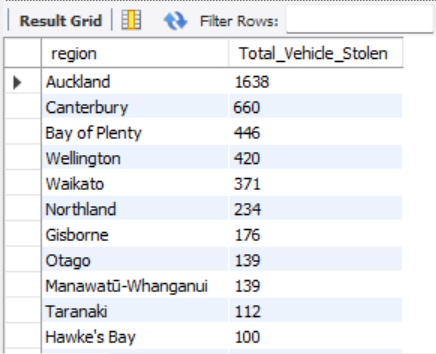 Result Grid Filter Rows:
region Total_Vehicle_Stolen
Auckland 1638
Canterbury 660
Bay of Plenty 446
Wellington 420
Waikato 371
Northland 234
Gisborne 176
Otago 139
Manawatū-Whanganui 139
Taranaki 112
Hawke's Bay 100